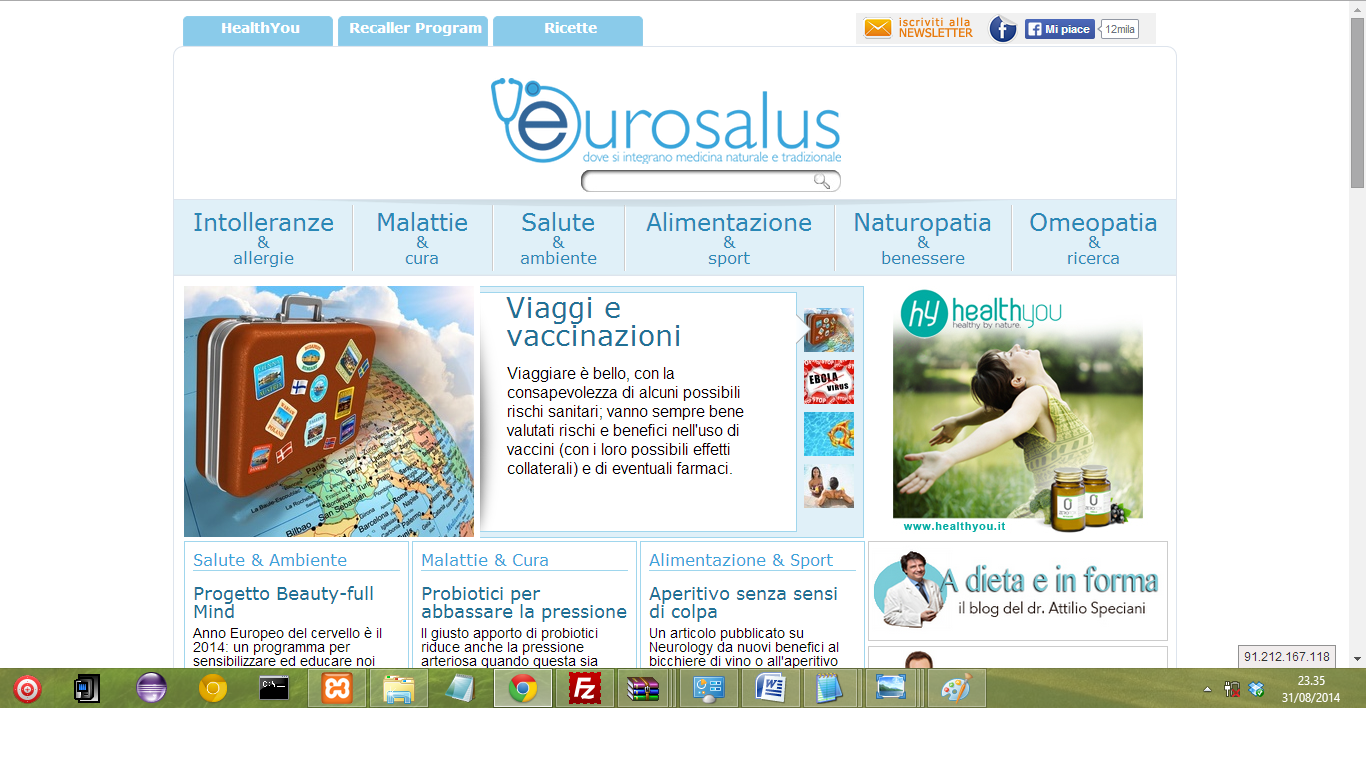 HealthYou
Recaller Program
Ricette
iscriviti alla
NEWSLETTER
Mi piace
12mila
eurosalus
dove si integrano medicina naturale e tradizionale
Intolleranze
&
allergie
Malattie
&
cura
Salute
&
ambiente
Alimentazione
&
sport
Naturopatia
&
benessere
Omeopatia
&
ricerca
Paris
Bilbao
San Sebastián
Barcelona
Viaggi e
vaccinazioni
Viaggiare è bello, con la
consapevolezza di alcuni possibili
rischi sanitari; vanno sempre bene
valutati rischi e benefici nell'uso di
vaccini (con i loro possibili effetti
collaterali) e di eventuali farmaci.
EBOLA
VIRUS
hy healthyou
healthy by nature.
www.healthyou.it
Salute & Ambiente
Progetto Beauty-full
Mind
Anno Europeo del cervello è il
2014: un programma per
sensibilizzare ed educare noi
Malattie & Cura
Probiotici per
abbassare la pressione
Il giusto apporto di probiotici
riduce anche la pressione
arteriosa quando questa sia
Alimentazione & Sport
Aperitivo senza sensi
di colpa
Un articolo pubblicato su
Neurology da nuovi benefici al
bicchiere di vino o all'aperitivo
A dieta e in forma
il blog del dr. Attilio Speciani
91.212.167.118
23.35
31/08/2014